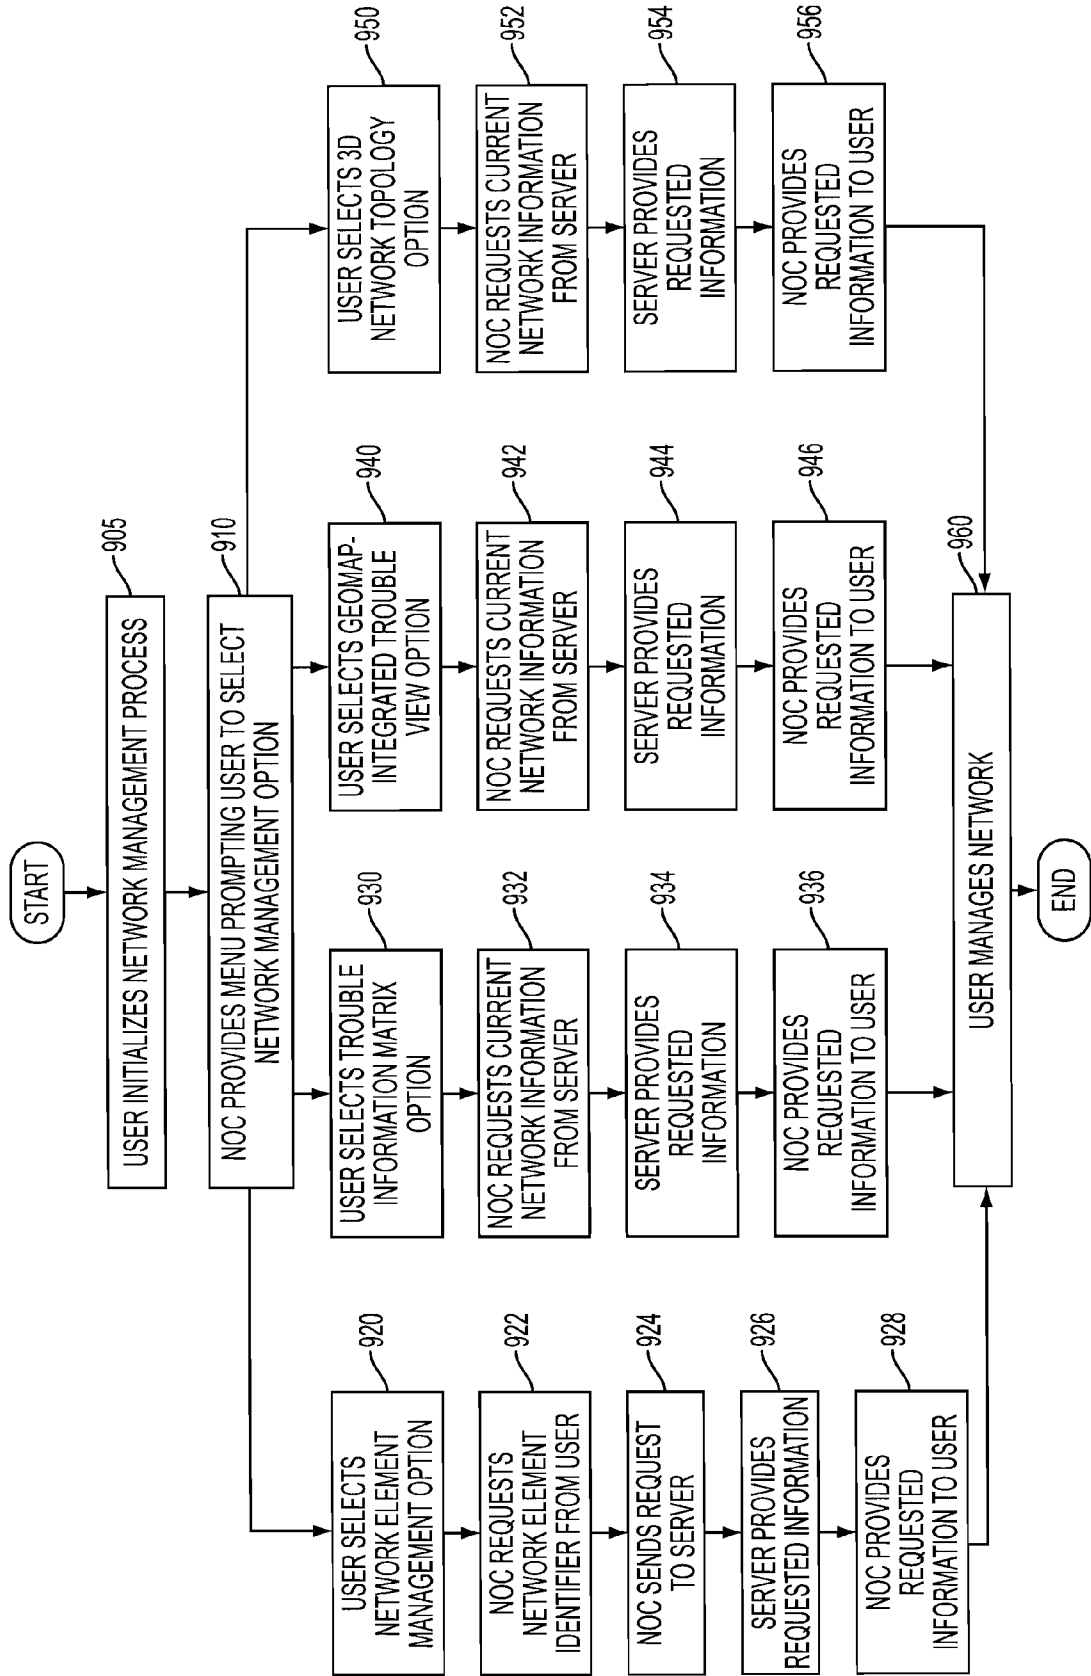 START
USER INITIALIZES NETWORK MANAGEMENT PROCESS
905
NOC PROVIDES MENU PROMPTING USER TO SELECT
NETWORK MANAGEMENT OPTION
910
USER SELECTS
NETWORK ELEMENT
MANAGEMENT OPTION
920
NOC REQUESTS
NETWORK ELEMENT
IDENTIFIER FROM USER
922
NOC SENDS REQUEST
TO SERVER
924
SERVER PROVIDES
REQUESTED INFORMATION
926
NOC PROVIDES
REQUESTED
INFORMATION TO USER
928
USER SELECTS TROUBLE
INFORMATION MATRIX
OPTION
930
NOC REQUESTS CURRENT
NETWORK INFORMATION
FROM SERVER
932
SERVER PROVIDES
REQUESTED
INFORMATION
934
NOC PROVIDES
REQUESTED
INFORMATION TO USER
936
USER SELECTS GEOMAP-
INTEGRATED TROUBLE
VIEW OPTION
940
NOC REQUESTS CURRENT
NETWORK INFORMATION
FROM SERVER
942
SERVER PROVIDES
REQUESTED
INFORMATION
944
NOC PROVIDES
REQUESTED
INFORMATION TO USER
946
USER SELECTS 3D
NETWORK TOPOLOGY
OPTION
950
NOC REQUESTS CURRENT
NETWORK INFORMATION
FROM SERVER
952
SERVER PROVIDES
REQUESTED
INFORMATION
954
NOC PROVIDES
REQUESTED
INFORMATION TO USER
956
USER MANAGES NETWORK
960
END